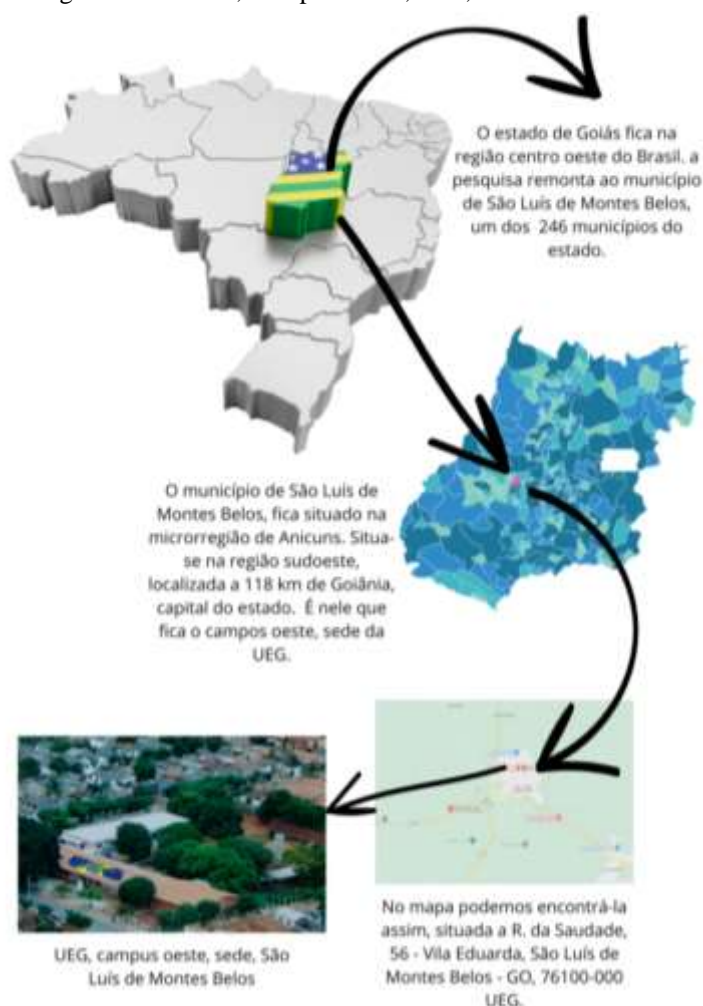 O estado de Goiás fica na
região centro oeste do Brasil. a
pesquisa remonta ao município
de São Luís de Montes Belos,
um dos 246 municípios do
estado.
O município de São Luís de
Montes Belos, fica situado na
microrregião de Anicuns. Situa-
se na região sudoeste,
localizada a 118 km de Goiânia,
capital do estado. É nele que
fica o campos oeste, sede da
UEG.
UEG, campus oeste, sede, São
Luís de Montes Belos
No mapa podemos encontrá-la
assim, situada a R. da Saudade,
56 - Vila Eduarda, São Luís de
Montes Belos - GO, 76100-000
UEG.